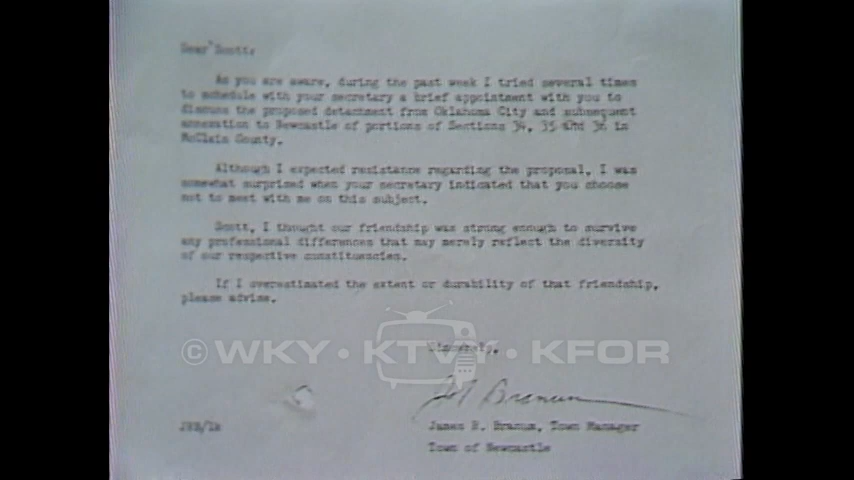 Dear Scott:
As you are aware, during the past week I tried several times
to schedule with your secretary a brief appointment with you to
discuss the proposed detachment from Oklahoma City and subsequent
annexation to Newcastle of portions of Sections 34, 35 and 36 in
McClain County.
Although I expected resistance regarding the proposal, I was
somewhat surprised when your secretary indicated that you choose
not to meet with me on this subject.
Scott, I thought our friendship was strong enough to survive
any professional differences that may merely reflect the diversity
of our respective constituencies.
If I overestimated the extent or durability of that friendship,
please advise.
Sincerely,
© WKY • KTVY • KFOR
Branum
James R. Branum, Town Manager
Town of Newcastle